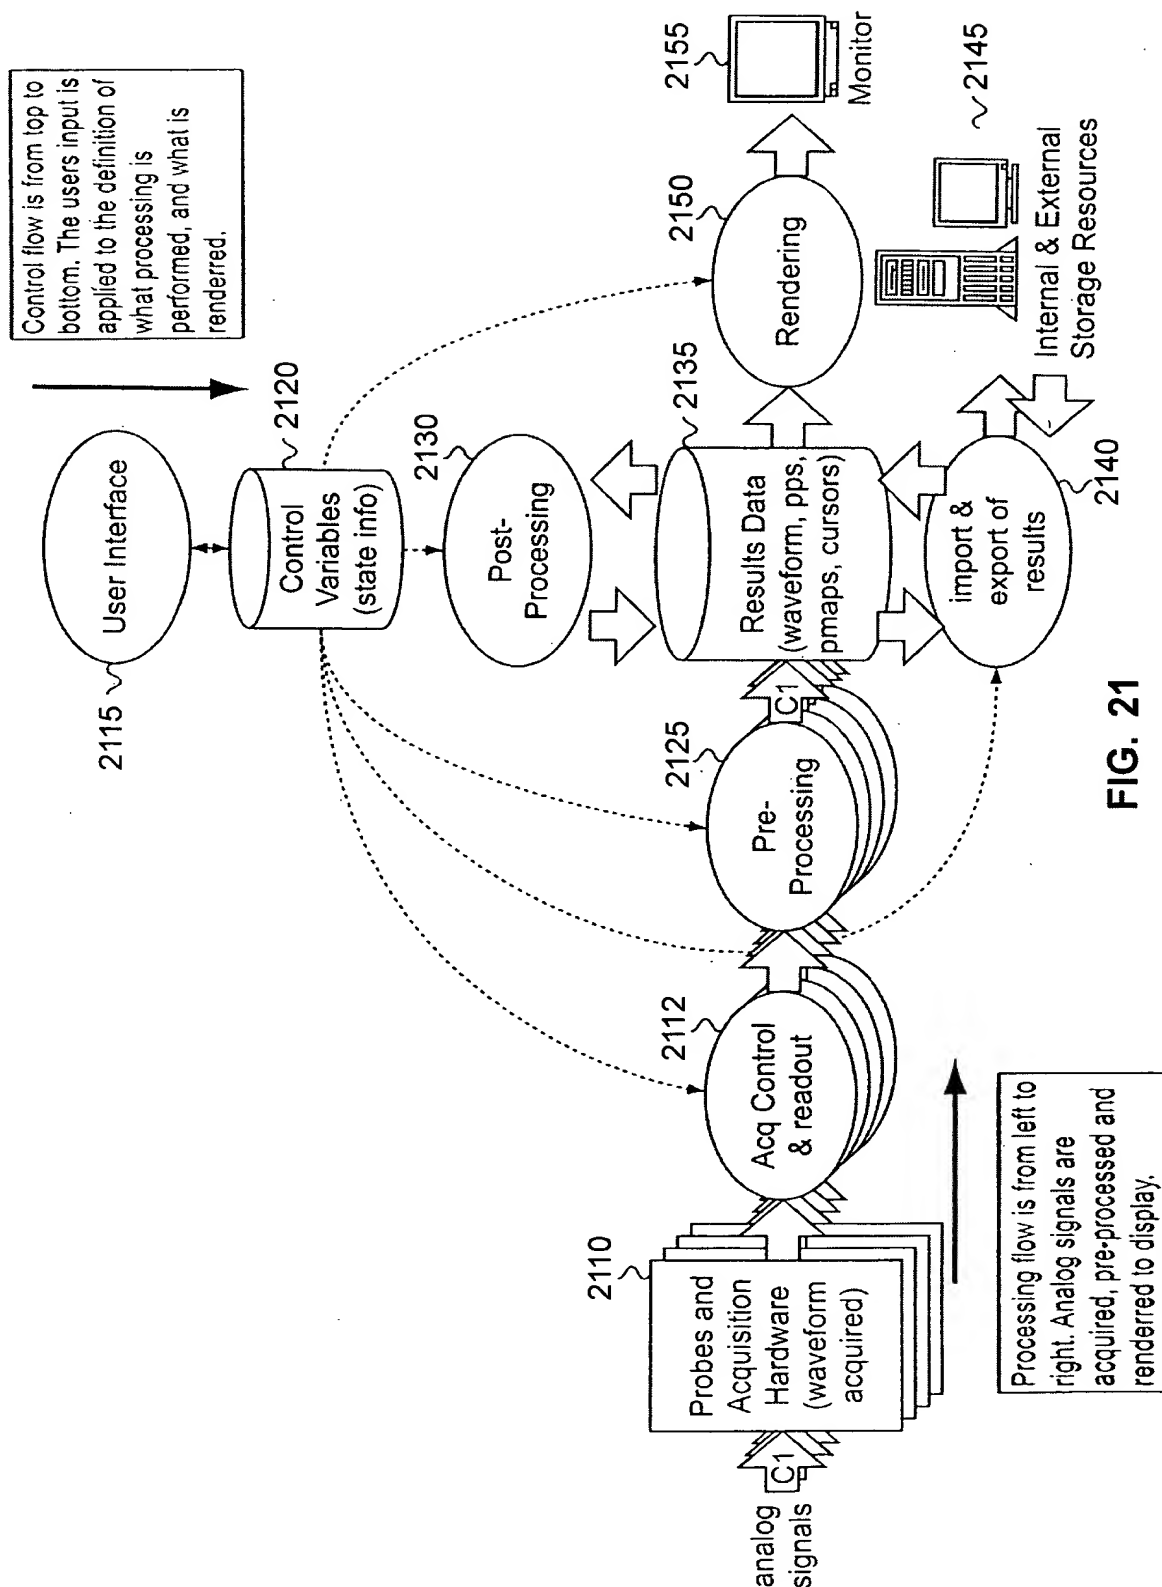 Control flow is from top to
bottom. The users input is
applied to the definition of
what processing is
performed, and what is
renderred.
User Interface
2115
2120
Control
Variables
(state info)
2130
Post-
Processing
2135
Results Data
(waveform, pps,
pmaps, cursors)
2150
Rendering
2155
Monitor
2145
Internal & External
Storage Resources
import &
export of
results
2140
2125
Pre-
Processing
C1
2112
Acq Control
& readout
2110
Probes and
Acquisition
Hardware
(waveform
acquired)
C1
analog
signals
Processing flow is from left to
right. Analog signals are
acquired, pre-processed and
renderred to display.
FIG. 21